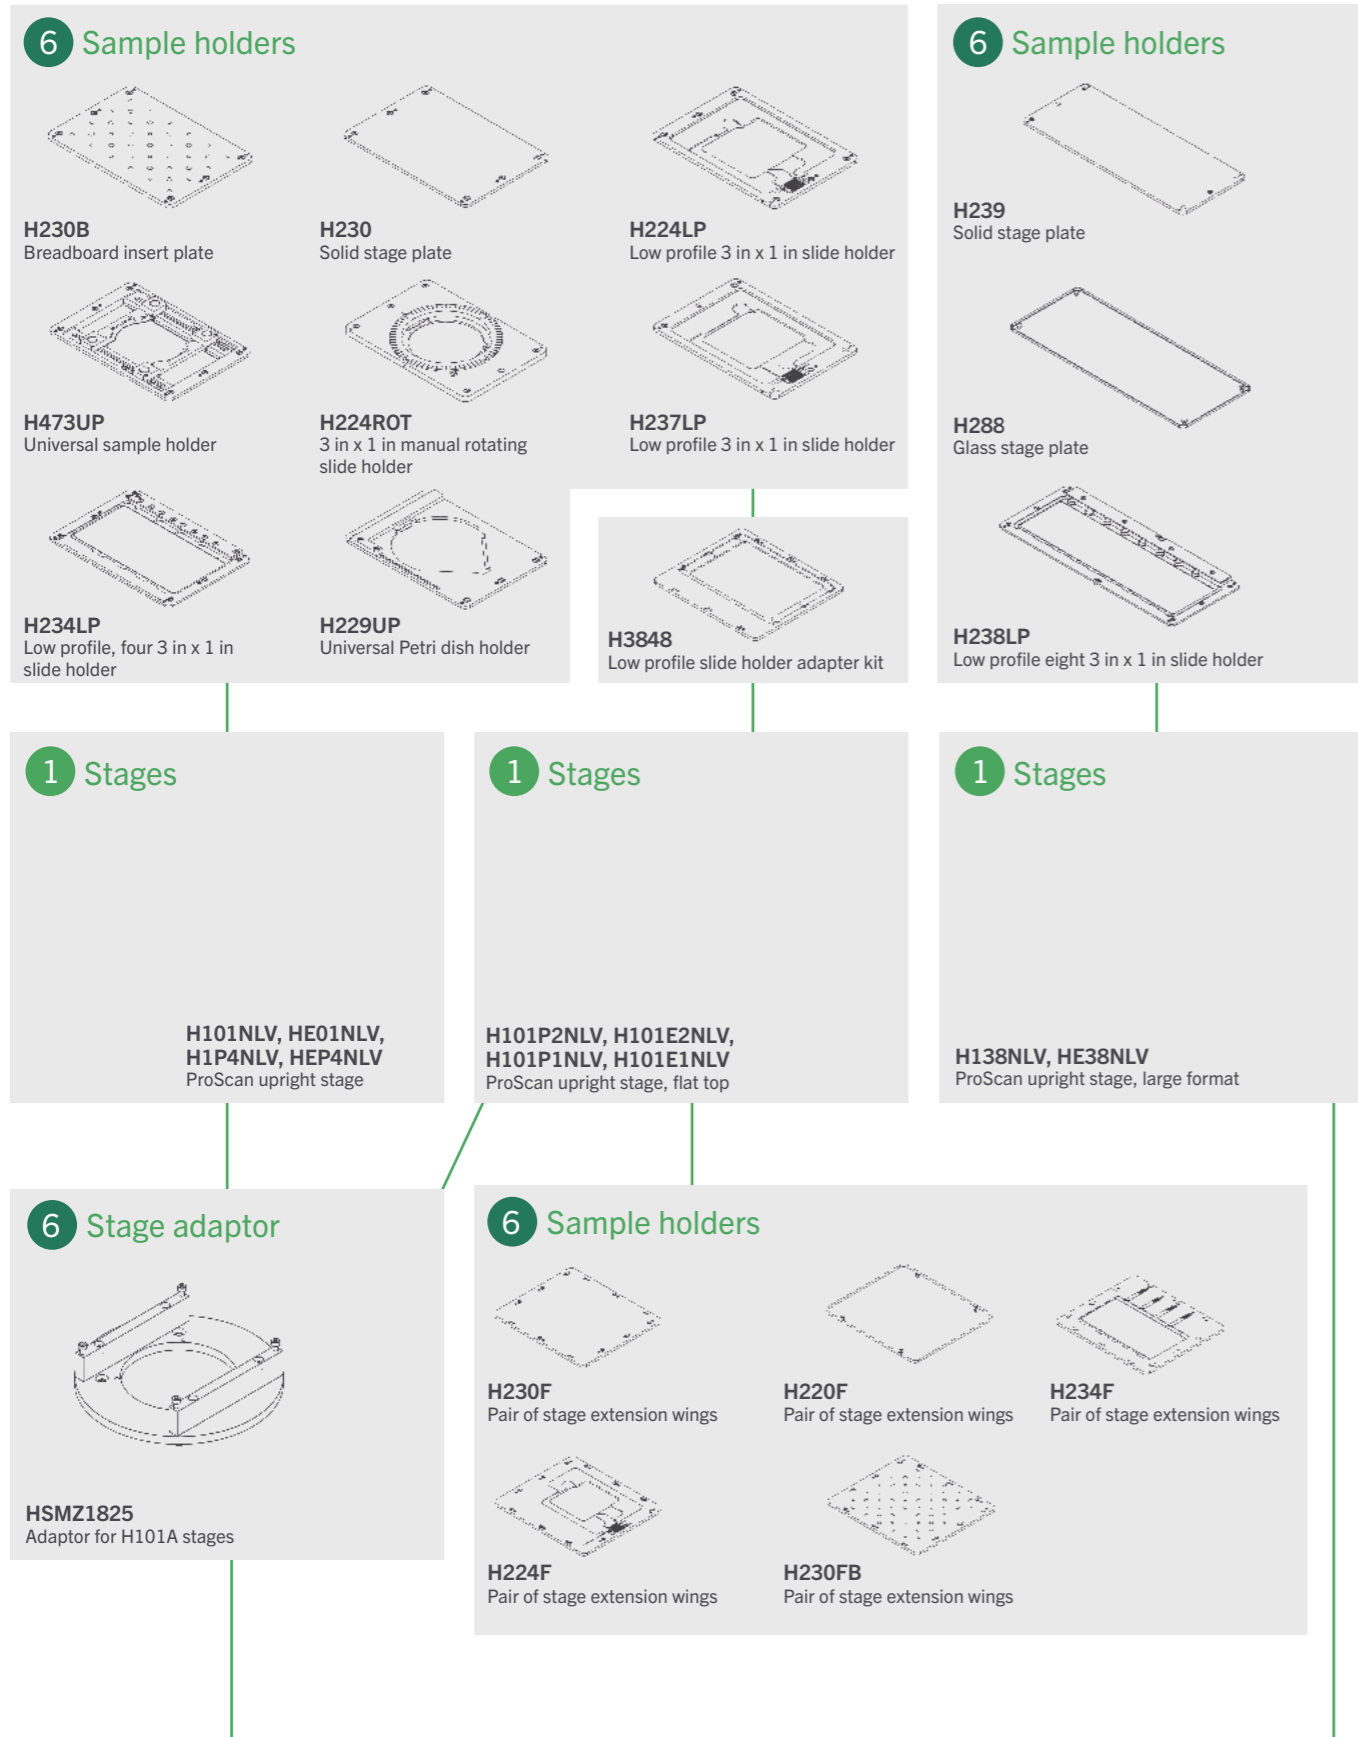 6 Sample holders
H230B
Breadboard insert plate
H230
Solid stage plate
H224LP
Low profile 3 in x 1 in slide holder
H473UP
Universal sample holder
H224ROT
3 in x 1 in manual rotating
slide holder
H237LP
Low profile 3 in x 1 in slide holder
H234LP
Low profile, four 3 in x 1 in
slide holder
H229UP
Universal Petri dish holder
H3848
Low profile slide holder adapter kit
6 Sample holders
H239
Solid stage plate
H288
Glass stage plate
H238LP
Low profile eight 3 in x 1 in slide holder
1 Stages
H101NLV, HE01NLV,
H1P4NLV, HEP4NLV
ProScan upright stage
1 Stages
H101P2NLV, H101E2NLV,
H101P1NLV, H101E1NLV
ProScan upright stage, flat top
1 Stages
H138NLV, HE38NLV
ProScan upright stage, large format
6 Stage adaptor
HSMZ1825
Adaptor for H101A stages
6 Sample holders
H230F
Pair of stage extension wings
H220F
Pair of stage extension wings
H234F
Pair of stage extension wings
H224F
Pair of stage extension wings
H230FB
Pair of stage extension wings